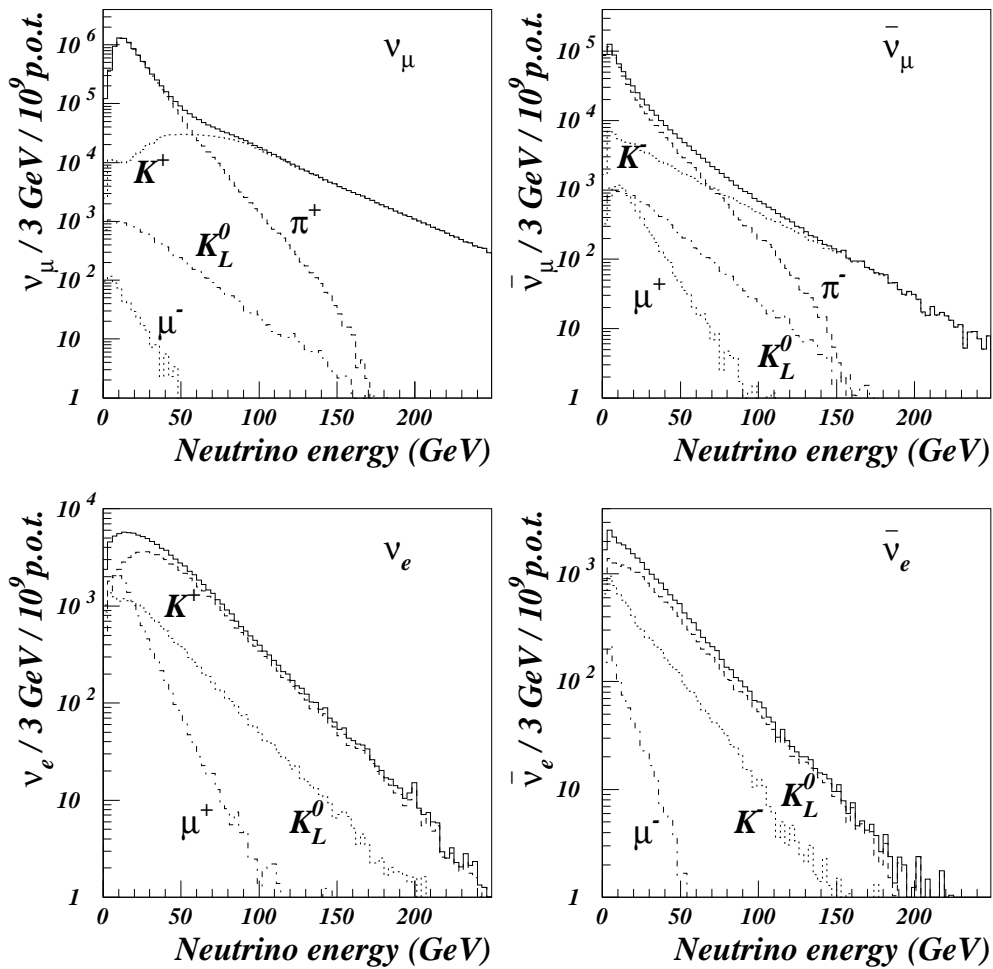 ν_μ / 3 GeV / 10^9 p.o.t.
10^6
10^5
10^4
10^3
10^2
10
1
ν_μ
K^+
π^+
K_L^0
μ^-
0 50 100 150 200
Neutrino energy (GeV)
ν̄_μ / 3 GeV / 10^9 p.o.t.
10^5
10^4
10^3
10^2
10
1
ν̄_μ
K^-
μ^+
π^-
K_L^0
0 50 100 150 200
Neutrino energy (GeV)
ν_e / 3 GeV / 10^9 p.o.t.
10^4
10^3
10^2
10
1
ν_e
K^+
μ^+
K_L^0
0 50 100 150 200
Neutrino energy (GeV)
ν̄_e / 3 GeV / 10^9 p.o.t.
10^3
10^2
10
1
ν̄_e
K_L^0
K^-
μ^-
0 50 100 150 200
Neutrino energy (GeV)